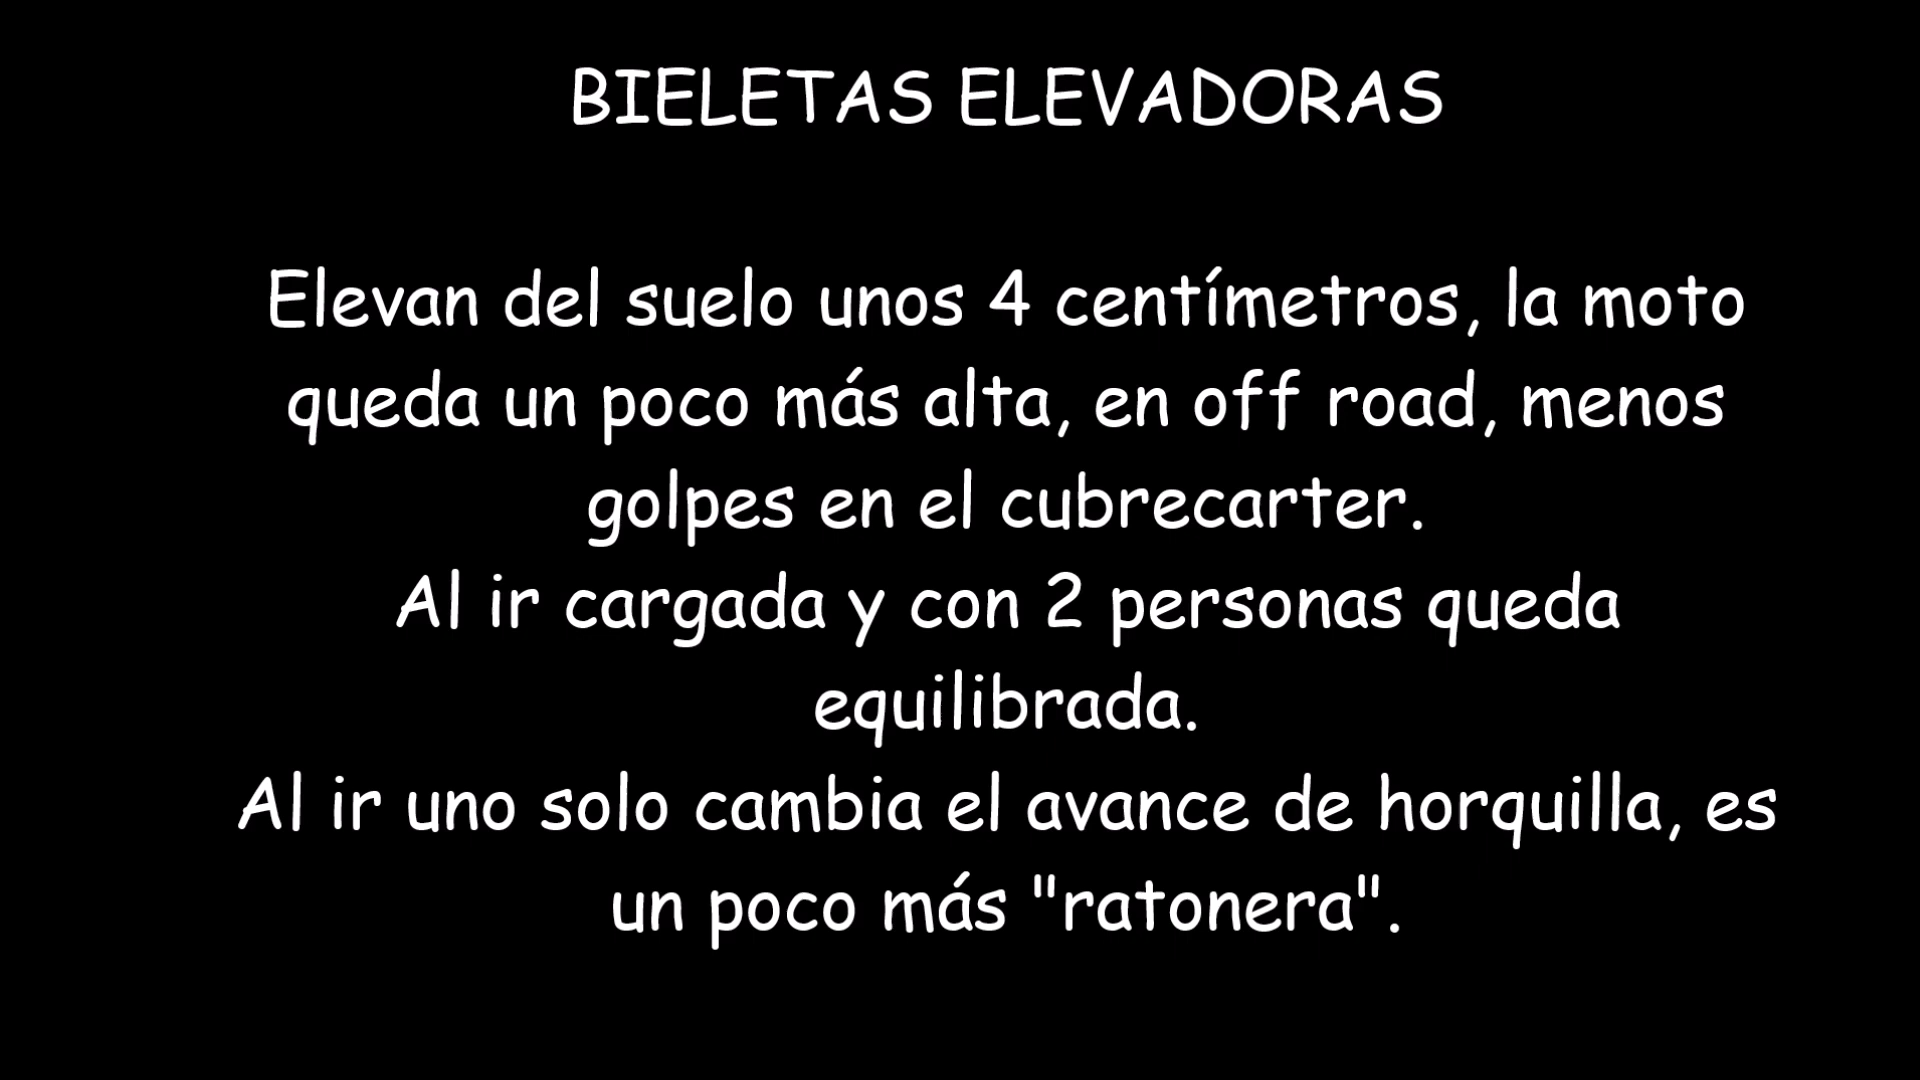 BIELETAS ELEVADORAS
Elevan del suelo unos 4 centímetros, la moto
queda un poco más alta, en off road, menos
golpes en el cubrecarter.
Al ir cargada y con 2 personas queda
equilibrada.
Al ir uno solo cambia el avance de horquilla, es
un poco más "ratonera".